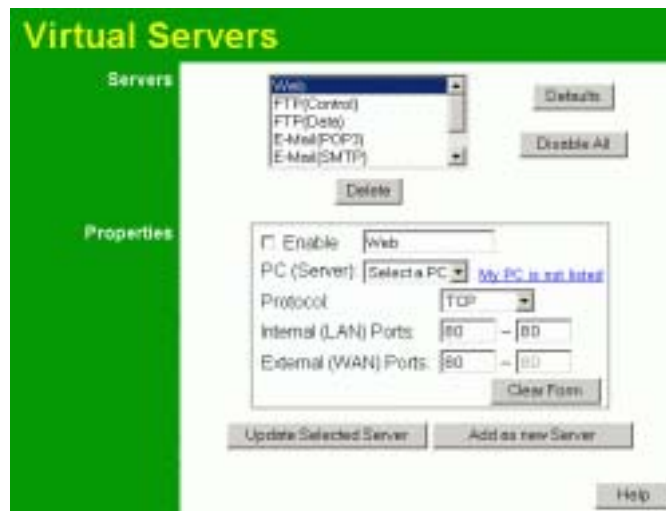 Virtual Servers
Servers
Web
FTP(Control)
FTP(Data)
E-Mail(POP3)
E-Mail(SMTP)
Defaults
Disable All
Delete
Properties
Enable Web
PC (Server): Select a PC My PC is not listed
Protocol: TCP
Internal (LAN) Ports: 80 – 80
External (WAN) Ports: 80 – 80
Clear Form
Update Selected Server Add as new Server
Help